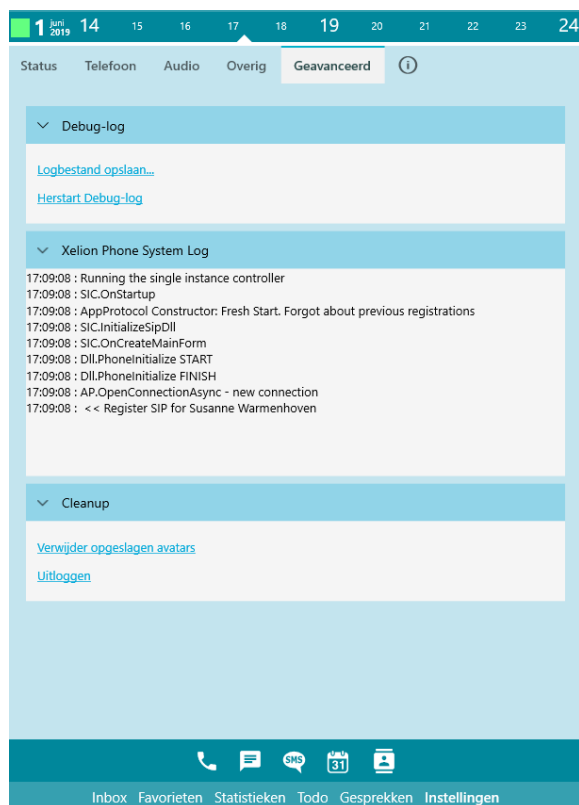 1 juni 2019 14 15 16 17 18 19 20 21 22 23 24
Status Telefoon Audio Overig Geavanceerd i
Debug-log
Logbestand opslaan...
Herstart Debug-log
Xelion Phone System Log
17:09:08 : Running the single instance controller
17:09:08 : SIC.OnStartup
17:09:08 : AppProtocol Constructor: Fresh Start. Forgot about previous registrations
17:09:08 : SIC.InitializeSipDll
17:09:08 : SIC.OnCreateMainForm
17:09:08 : Dll.PhoneInitialize START
17:09:08 : Dll.PhoneInitialize FINISH
17:09:08 : AP.OpenConnectionAsync - new connection
17:09:08 : << Register SIP for Susanne Warmenhoven
Cleanup
Verwijder opgeslagen avatars
Uitloggen
SMS 31
Inbox Favorieten Statistieken Todo Gesprekken Instellingen